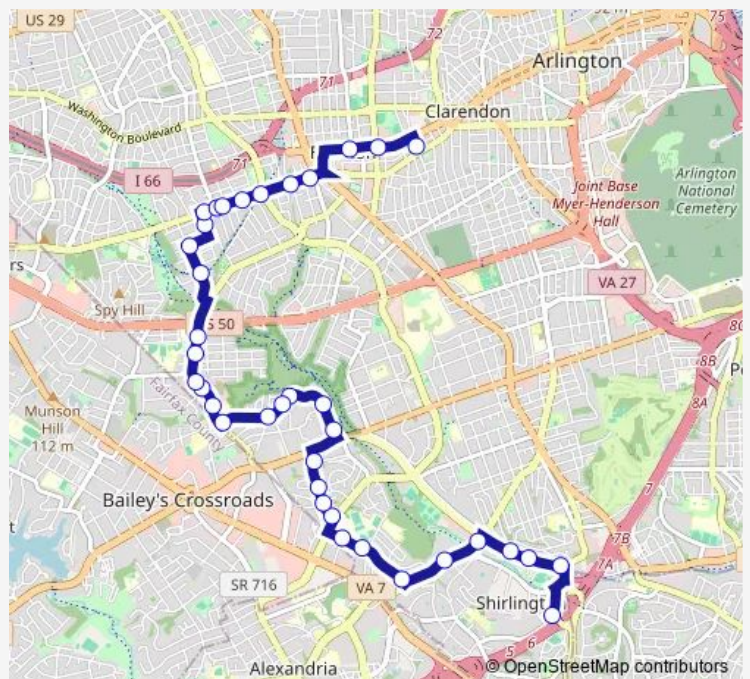 US 29
75
72
Arlington
71
Clarendon
Washington Boulevard
71
I 66
Arlington
National
Cemetery
Joint Base
Myer-Henderson
Hall
VA 27
Spy Hill
S 50
8B
8A
Fairfax County
Munson
Hill
112 m
Bailey's Crossroads
7
7B
7A
SR 716
VA 7
Shirlingt
6
5
Alexandria
© OpenStreetMap contributors